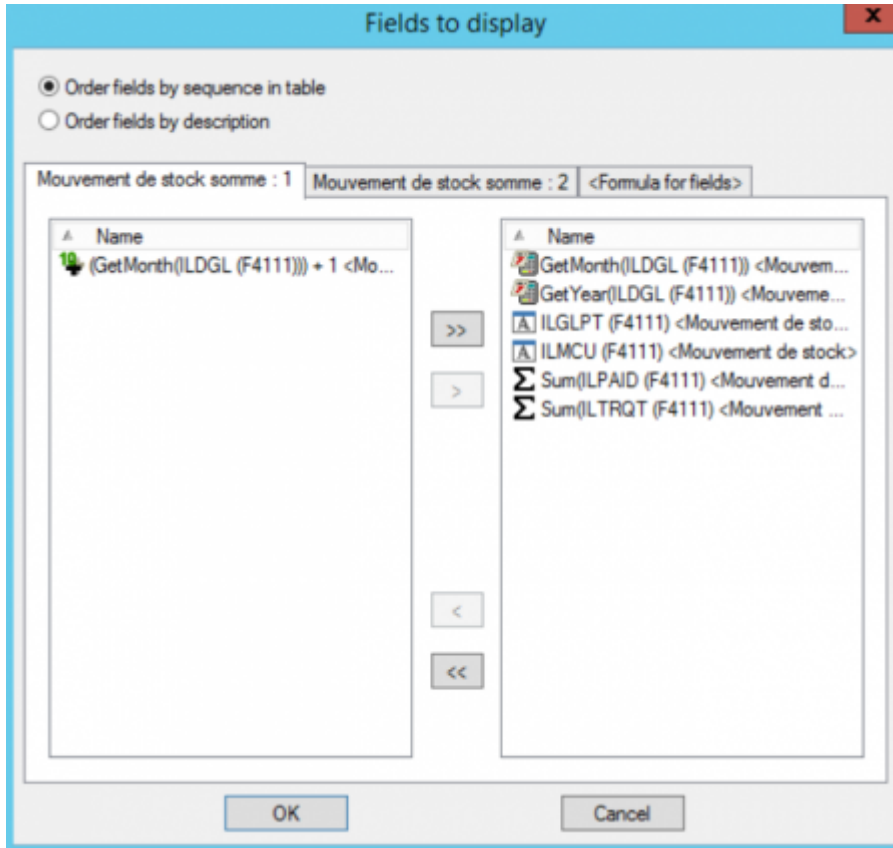 Fields to display
x
Order fields by sequence in table
Order fields by description
Mouvement de stock somme : 1 Mouvement de stock somme : 2 <Formula for fields>
Name
(GetMonth(ILDGL (F4111))) + 1 <Mo...
>>
>
<
<<
Name
GetMonth(ILDGL (F4111)) <Mouvem...
GetYear(ILDGL (F4111)) <Mouveme...
ILGLPT (F4111) <Mouvement de sto...
ILMCU (F4111) <Mouvement de stock>
Sum(ILPAID (F4111) <Mouvement d...
Sum(ILTRQT (F4111) <Mouvement ...
OK Cancel